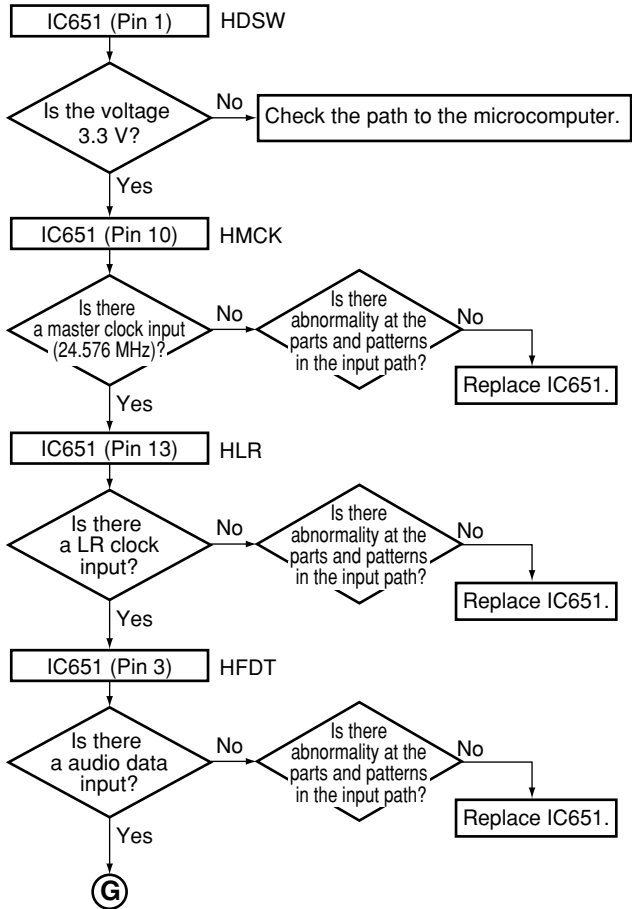 IC651 (Pin 1) HDSW
Is the voltage
3.3 V?
No
Check the path to the microcomputer.
Yes
IC651 (Pin 10) HMCK
Is there
a master clock input
(24.576 MHz)?
No
Is there
abnormality at the
parts and patterns
in the input path?
No
Replace IC651.
Yes
IC651 (Pin 13) HLR
Is there
a LR clock
input?
No
Is there
abnormality at the
parts and patterns
in the input path?
No
Replace IC651.
Yes
IC651 (Pin 3) HFDT
Is there
a audio data
input?
No
Is there
abnormality at the
parts and patterns
in the input path?
No
Replace IC651.
Yes
G